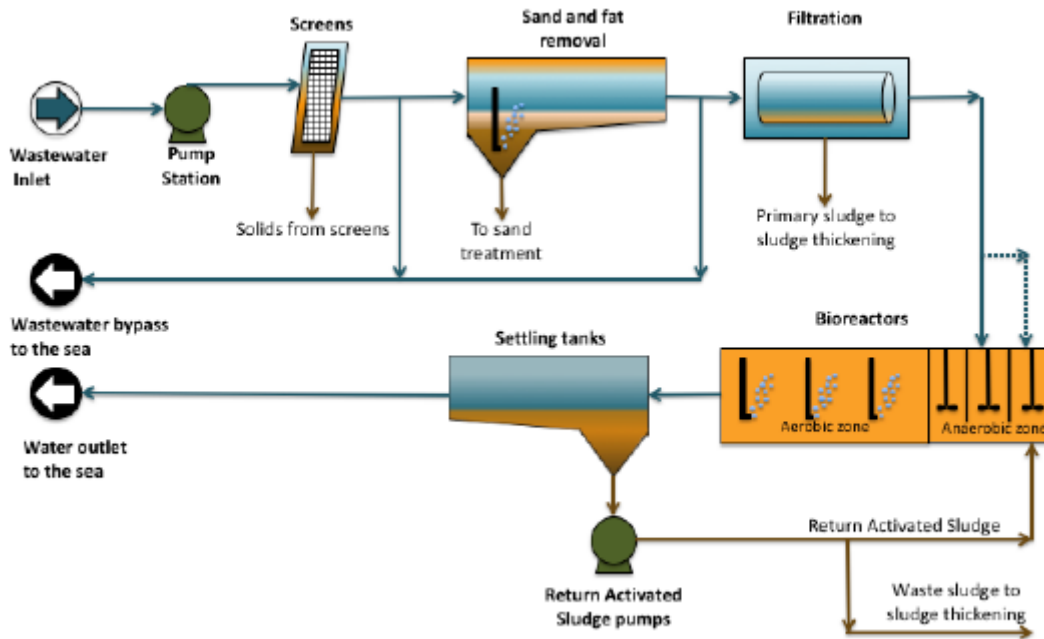 Screens
Sand and fat
removal
Filtration
Wastewater
Inlet
Pump
Station
Solids from screens
To sand
treatment
Primary sludge to
sludge thickening
Wastewater bypass
to the sea
Settling tanks
Bioreactors
Aerobic zone
Anaerobic zone
Water outlet
to the sea
Return Activated Sludge
Return Activated
Sludge pumps
Waste sludge to
sludge thickening